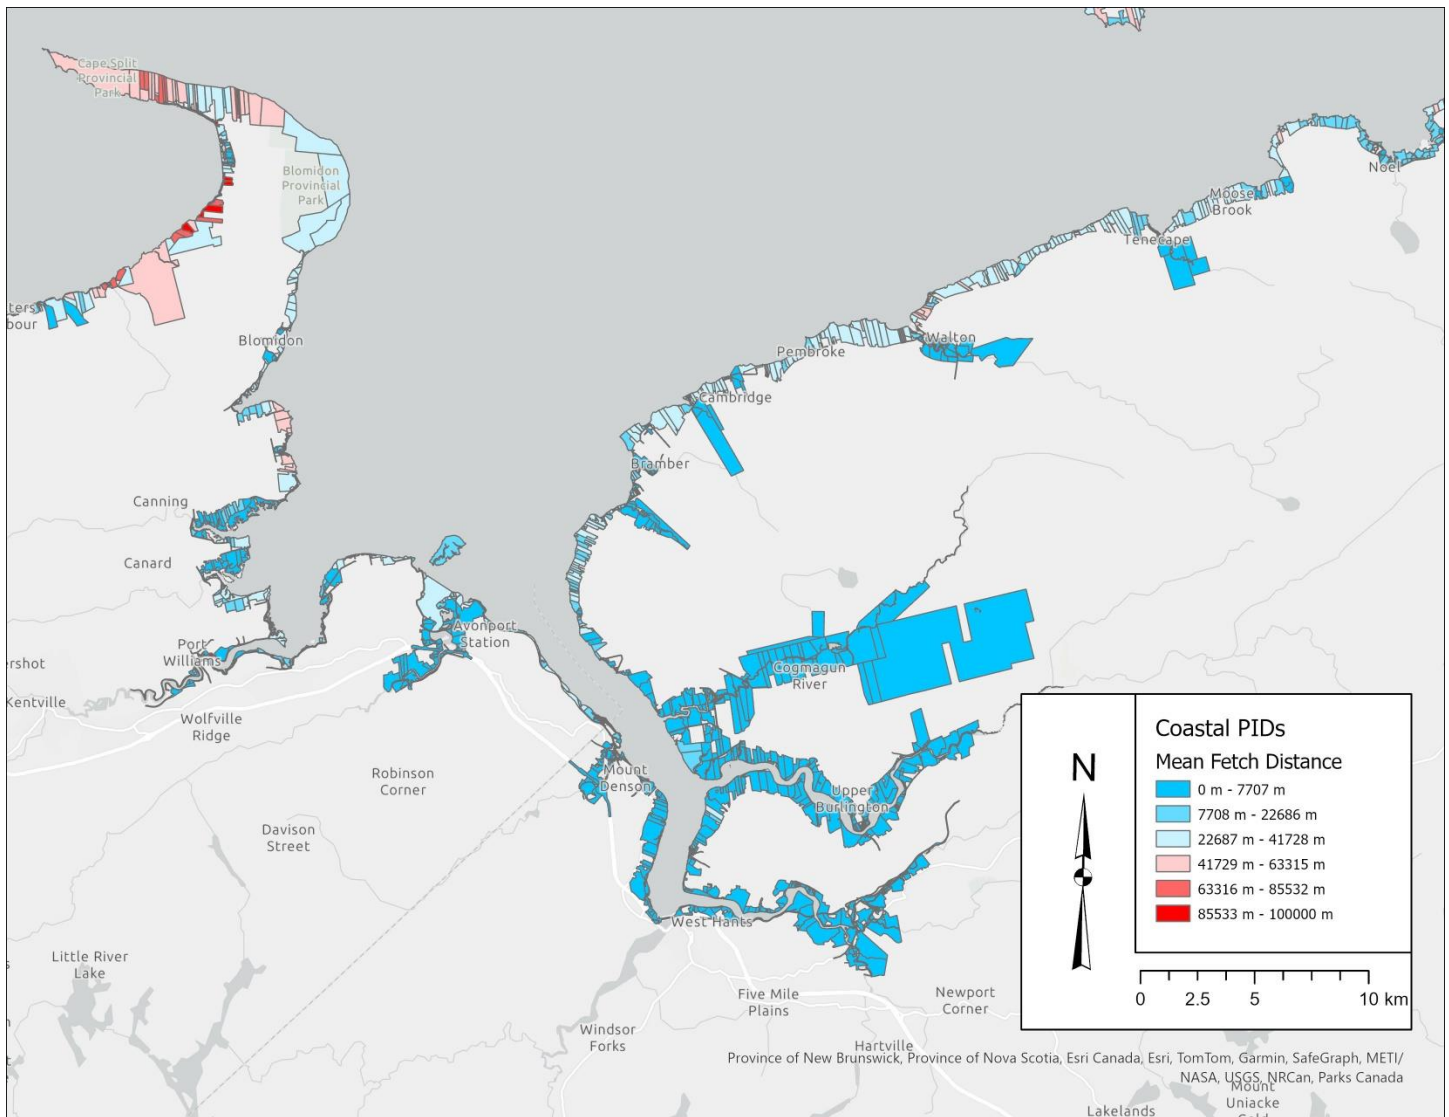 Cape Split
Provincial
Park
Blomidon
Provincial
Park
Noel
Moose
Brook
Tenecape
ters
bour
Blomidon
Walton
Pembroke
Cambridge
Bramber
Canning
Canard
Avonport
Station
Port
Williams
ershot
Kentville
Wolfville
Ridge
Cogmagun
River
Robinson
Corner
Mount
Denson
Upper
Burlington
Davison
Street
West Hants
Little River
Lake
Five Mile
Plains
Newport
Corner
Windsor
Forks
Hartville
Coastal PIDs
Mean Fetch Distance
0 m - 7707 m
7708 m - 22686 m
22687 m - 41728 m
41729 m - 63315 m
63316 m - 85532 m
85533 m - 100000 m
N
0 2.5 5 10 km
Province of New Brunswick, Province of Nova Scotia, Esri Canada, Esri, TomTom, Garmin, SafeGraph, METI/
NASA, USGS, NRCan, Parks Canada
Mount
Uniacke
Lakelands